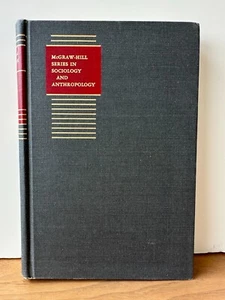 McGRAW-HILL
SERIES IN
SOCIOLOGY
AND
ANTHROPOLOGY